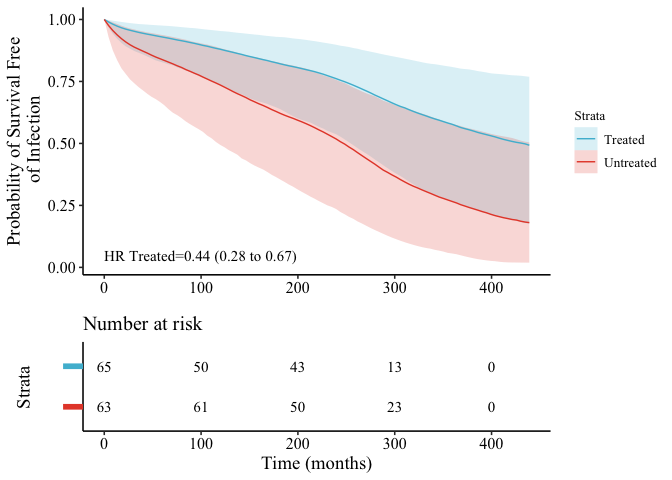 Probability of Survival Free
of Infection
1.00
0.75
0.50
0.25
0.00
HR Treated=0.44 (0.28 to 0.67)
0 100 200 300 400
Strata
Treated
Untreated
Number at risk
Strata
65 50 43 13 0
63 61 50 23 0
0 100 200 300 400
Time (months)